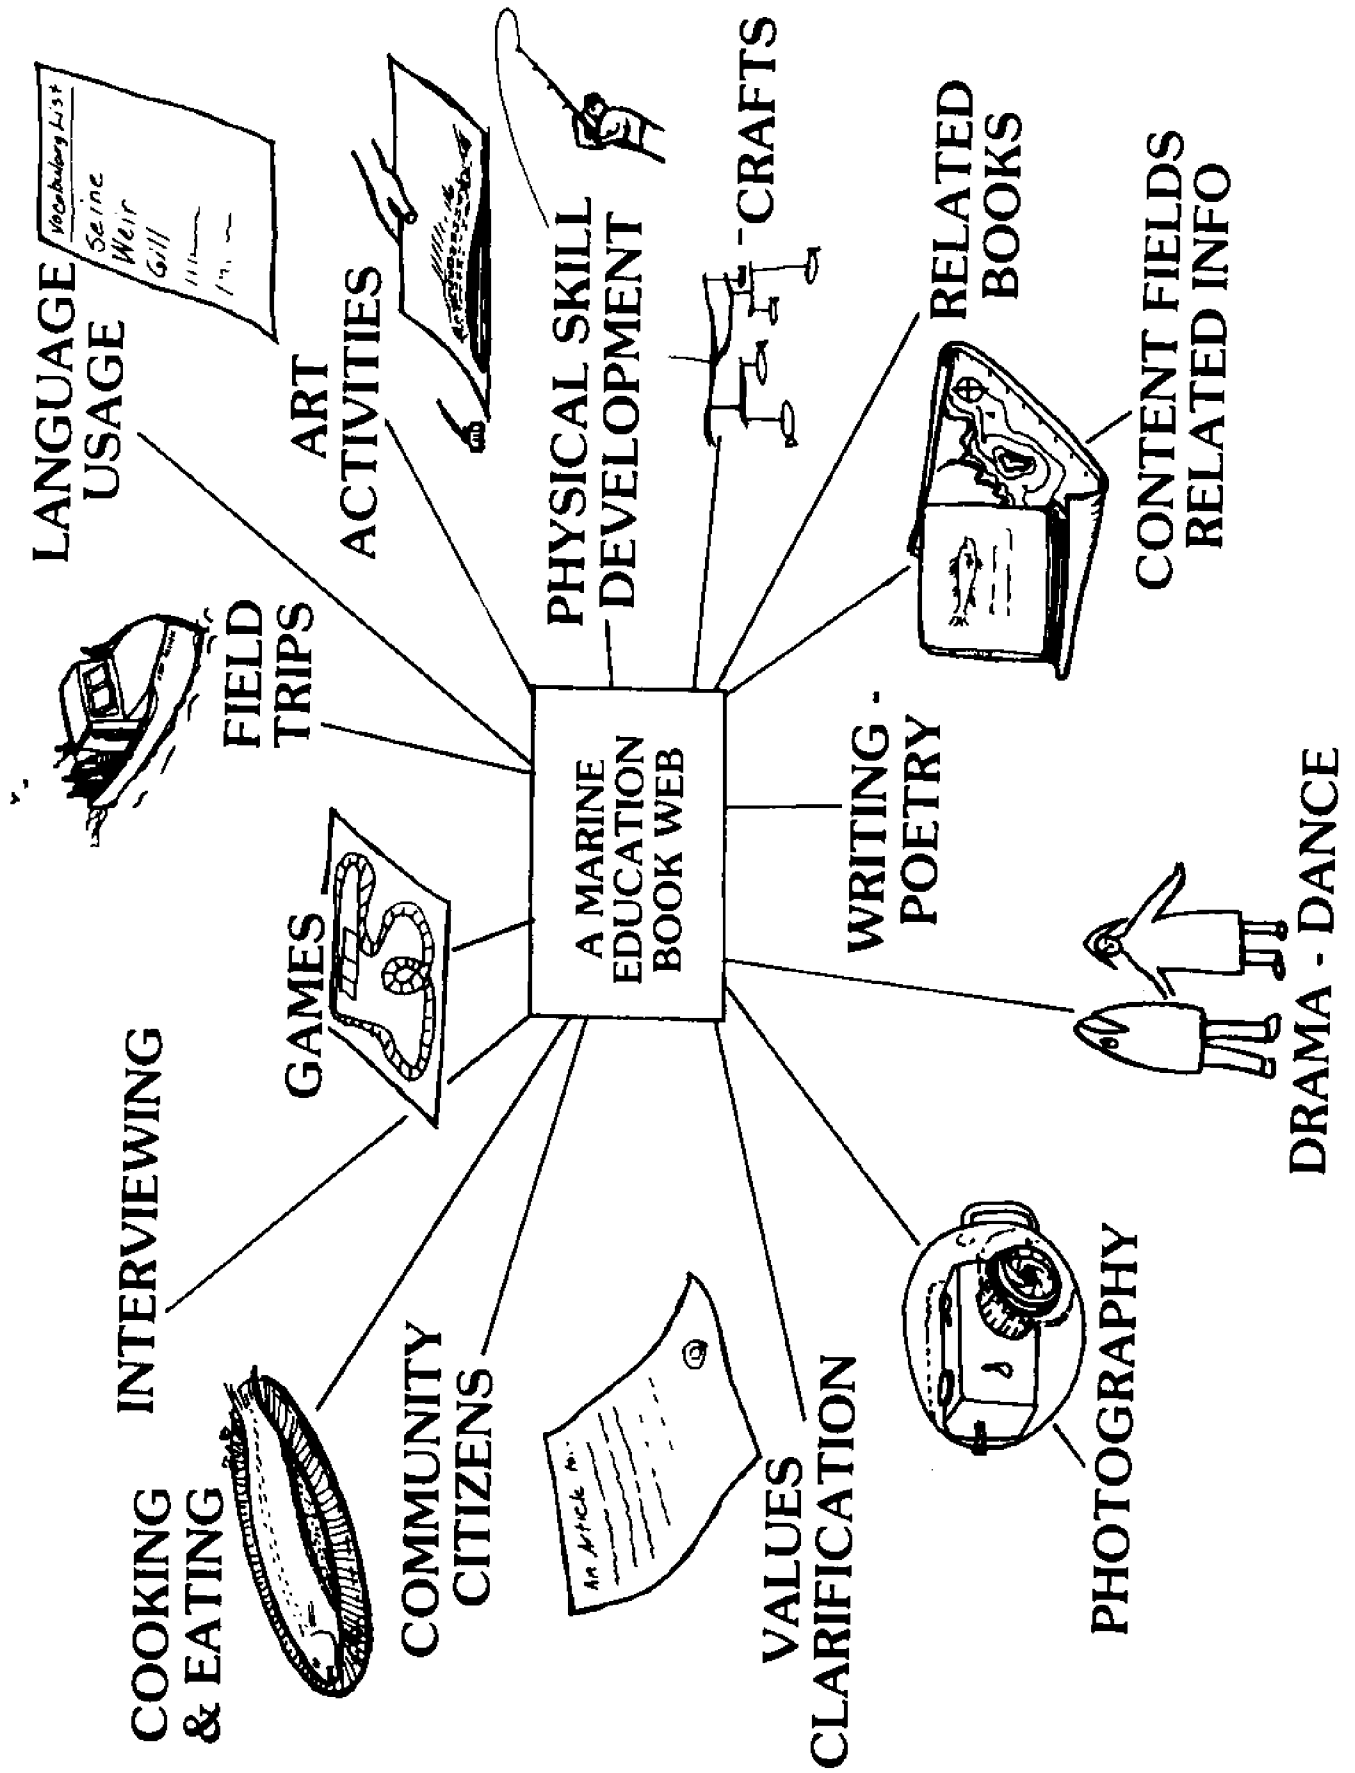 COOKING
& EATING
INTERVIEWING
GAMES
FIELD
TRIPS
LANGUAGE
USAGE
Vocabulary List
Seine
Weir
Gill
ART
ACTIVITIES
COMMUNITY
CITIZENS
An Article
A MARINE
EDUCATION
BOOK WEB
PHYSICAL SKILL
DEVELOPMENT
CRAFTS
VALUES
CLARIFICATION
WRITING -
POETRY
RELATED
BOOKS
PHOTOGRAPHY
DRAMA - DANCE
CONTENT FIELDS
RELATED INFO